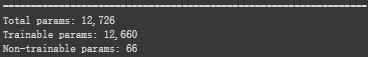 Total params: 12,726
Trainable params: 12,660
Non-trainable params: 66